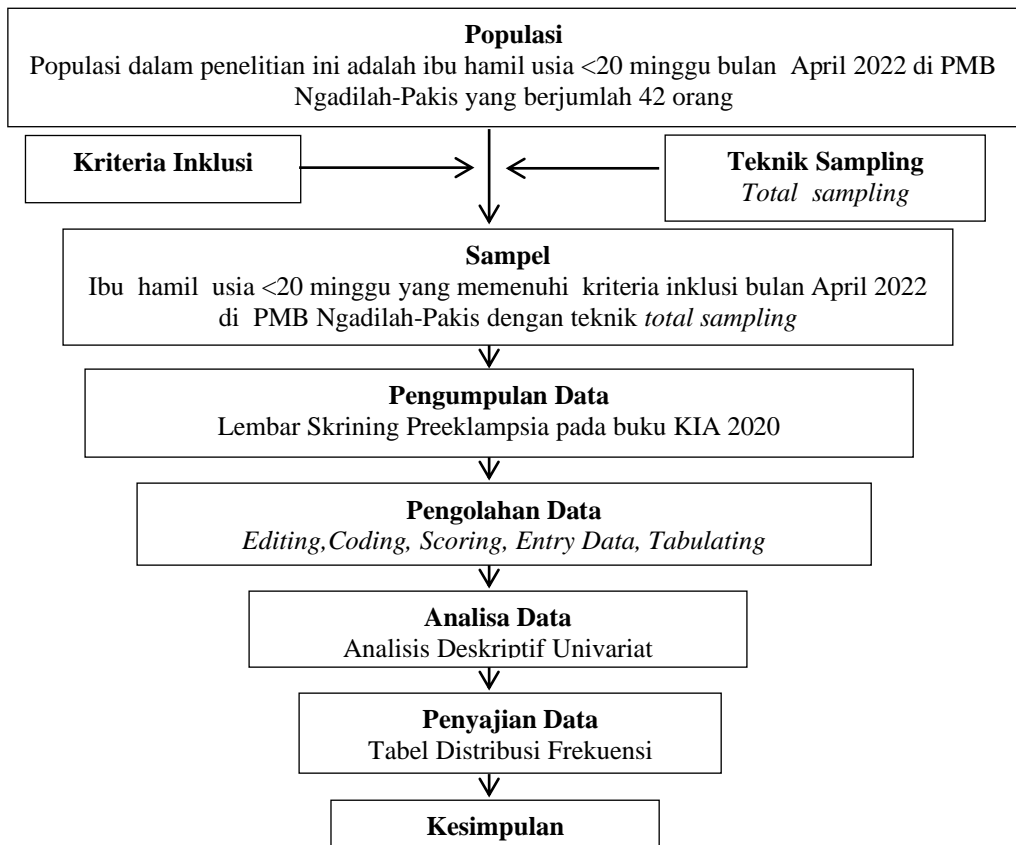 Populasi
Populasi dalam penelitian ini adalah ibu hamil usia <20 minggu bulan April 2022 di PMB
Ngadilah-Pakis yang berjumlah 42 orang
Kriteria Inklusi
Teknik Sampling
Total sampling
Sampel
Ibu hamil usia <20 minggu yang memenuhi kriteria inklusi bulan April 2022
di PMB Ngadilah-Pakis dengan teknik total sampling
Pengumpulan Data
Lembar Skrining Preeklampsia pada buku KIA 2020
Pengolahan Data
Editing,Coding, Scoring, Entry Data, Tabulating
Analisa Data
Analisis Deskriptif Univariat
Penyajian Data
Tabel Distribusi Frekuensi
Kesimpulan